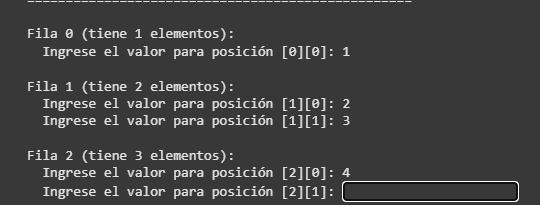 --------------------------------------------------
Fila 0 (tiene 1 elementos):
Ingrese el valor para posición [0][0]: 1
Fila 1 (tiene 2 elementos):
Ingrese el valor para posición [1][0]: 2
Ingrese el valor para posición [1][1]: 3
Fila 2 (tiene 3 elementos):
Ingrese el valor para posición [2][0]: 4
Ingrese el valor para posición [2][1]: